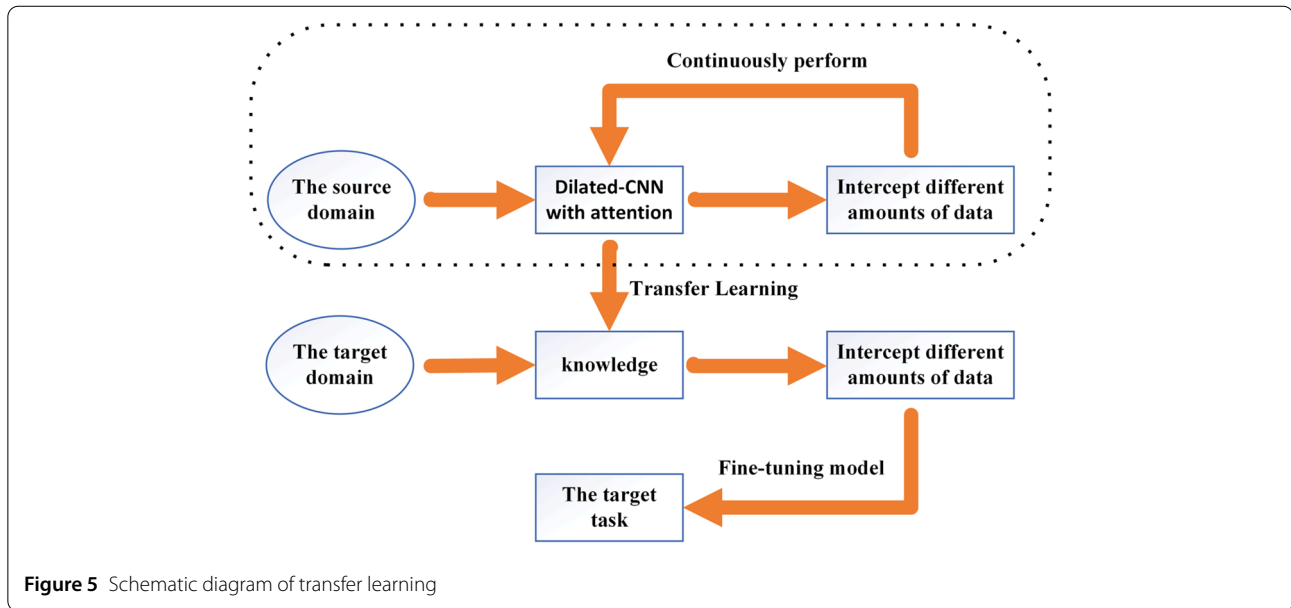 Continuously perform
The source
domain
Dilated-CNN
with attention
Intercept different
amounts of data
Transfer Learning
The target
domain
knowledge
Intercept different
amounts of data
Fine-tuning model
The target
task
Figure 5 Schematic diagram of transfer learning